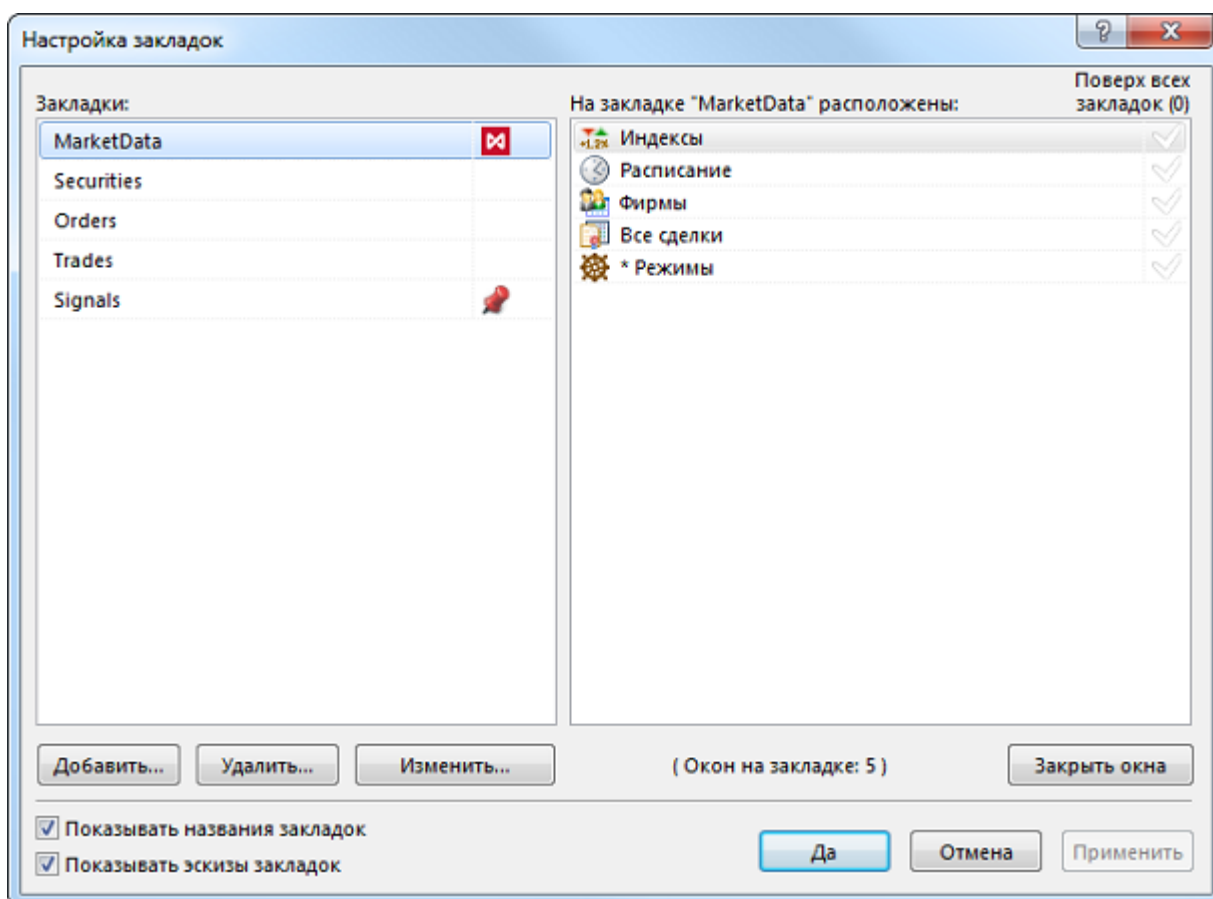 Настройка закладок
Закладки:
На закладке "MarketData" расположены:
Поверх всех
закладок (0)
MarketData
Securities
Orders
Trades
Signals
+1.2%
Индексы
Расписание
Фирмы
Все сделки
* Режимы
Добавить...
Удалить...
Изменить...
( Окон на закладке: 5 )
Закрыть окна
Показывать названия закладок
Показывать эскизы закладок
Да
Отмена
Применить